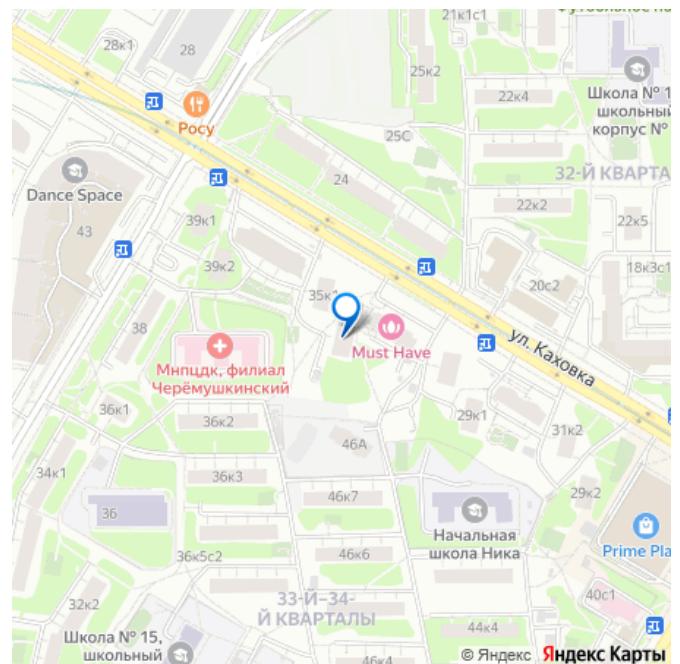 21к1с1
28к1
28
25к2
22к4
Школа № 1
школьный
корпус №
Росу
25С
32-Й КВАРТА
24
Dance Space
22к2
22к5
39к1
43
39к2
18к3с1
20с2
35к1
38
ул. Каховка
Must Have
Мнпцдк, филиал
Черёмушкинский
36к1
36к2
29к1
31к2
46А
34к1
36к3
46к7
29к2
36
Начальная
школа Ника
Prime Pla
36к5с2
46к6
33-Й–34-
Й КВАРТАЛЫ
40с1
32к2
44к4
Школа № 15,
школьный
46к4
© Яндекс Яндекс Карты